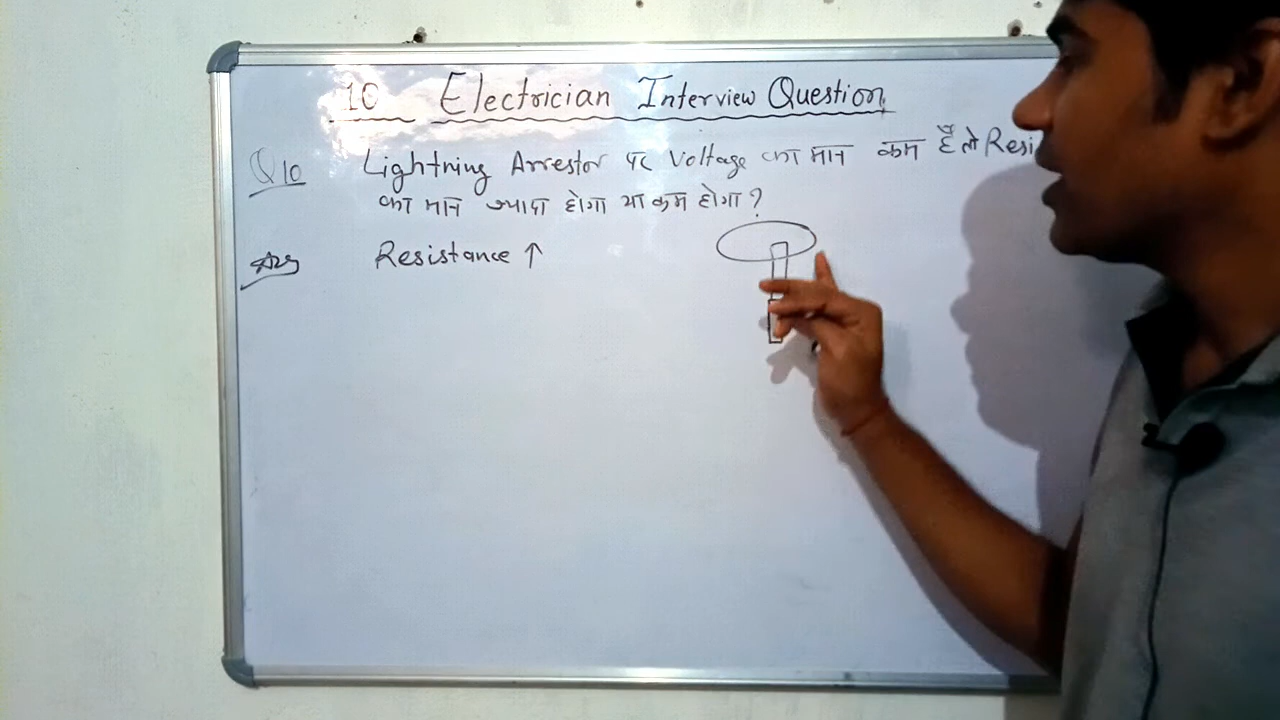 10 Electrician Interview Question
Q10 Lightning Arrestor पर Voltage का मान कम है तो Resi
का मान ज्यादा होगा या कम होगा?
Ans Resistance ↑